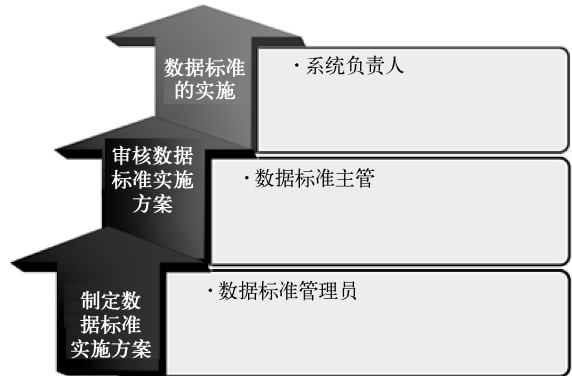 数据标准
的实施
· 系统负责人
审核数据
标准实施
方案
· 数据标准主管
制定数
据标准
实施方案
· 数据标准管理员